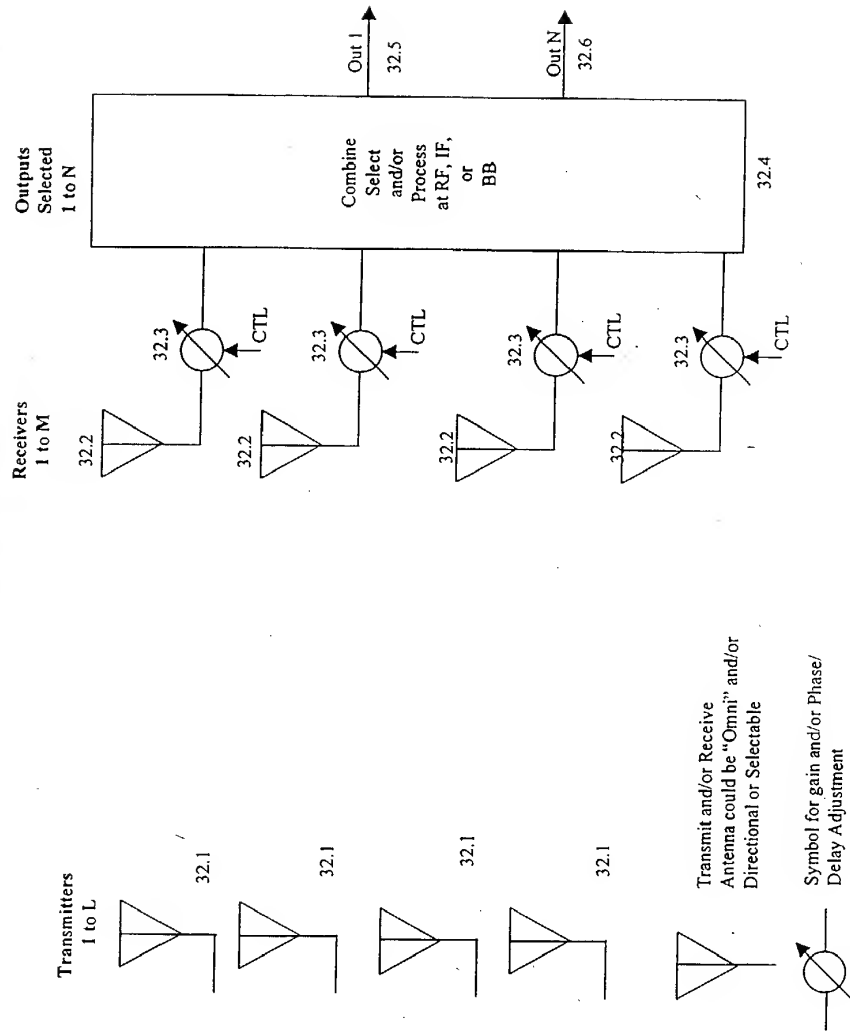 Transmitters
1 to L
32.1
32.1
32.1
32.1
Receivers
1 to M
32.2
32.2
32.2
32.2
32.3
32.3
32.3
32.3
CTL
CTL
CTL
CTL
Outputs
Selected
1 to N
Combine
Select
and/or
Process
at RF, IF,
or
BB
32.4
Out 1
32.5
Out N
32.6
Transmit and/or Receive
Antenna could be "Omni" and/or
Directional or Selectable
Symbol for gain and/or Phase/
Delay Adjustment